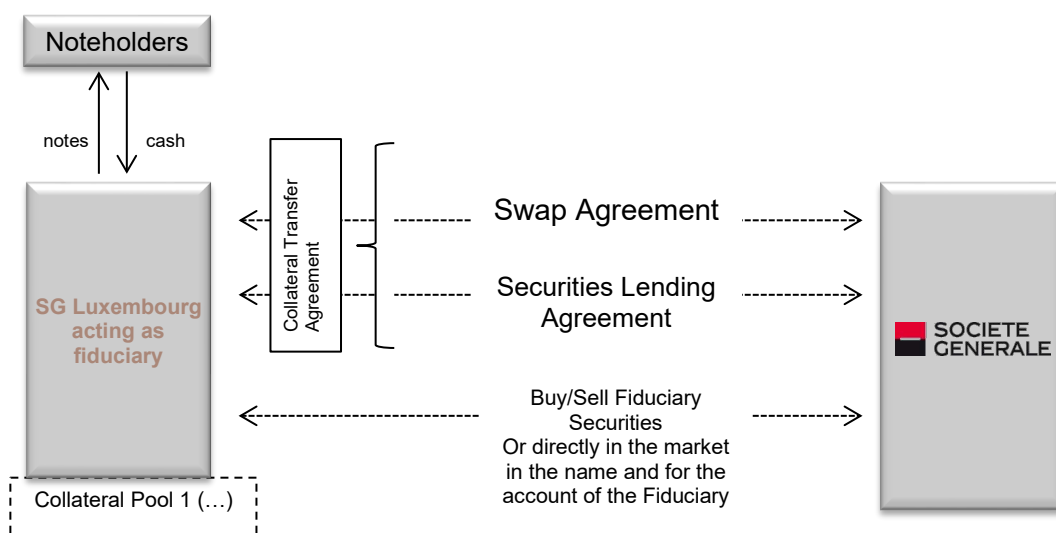 Noteholders
notes
cash
SG Luxembourg
acting as
fiduciary
Collateral Pool 1 (…)
Collateral Transfer
Agreement
Swap Agreement
Securities Lending
Agreement
Buy/Sell Fiduciary
Securities
Or directly in the market
in the name and for the
account of the Fiduciary
SOCIETE
GENERALE